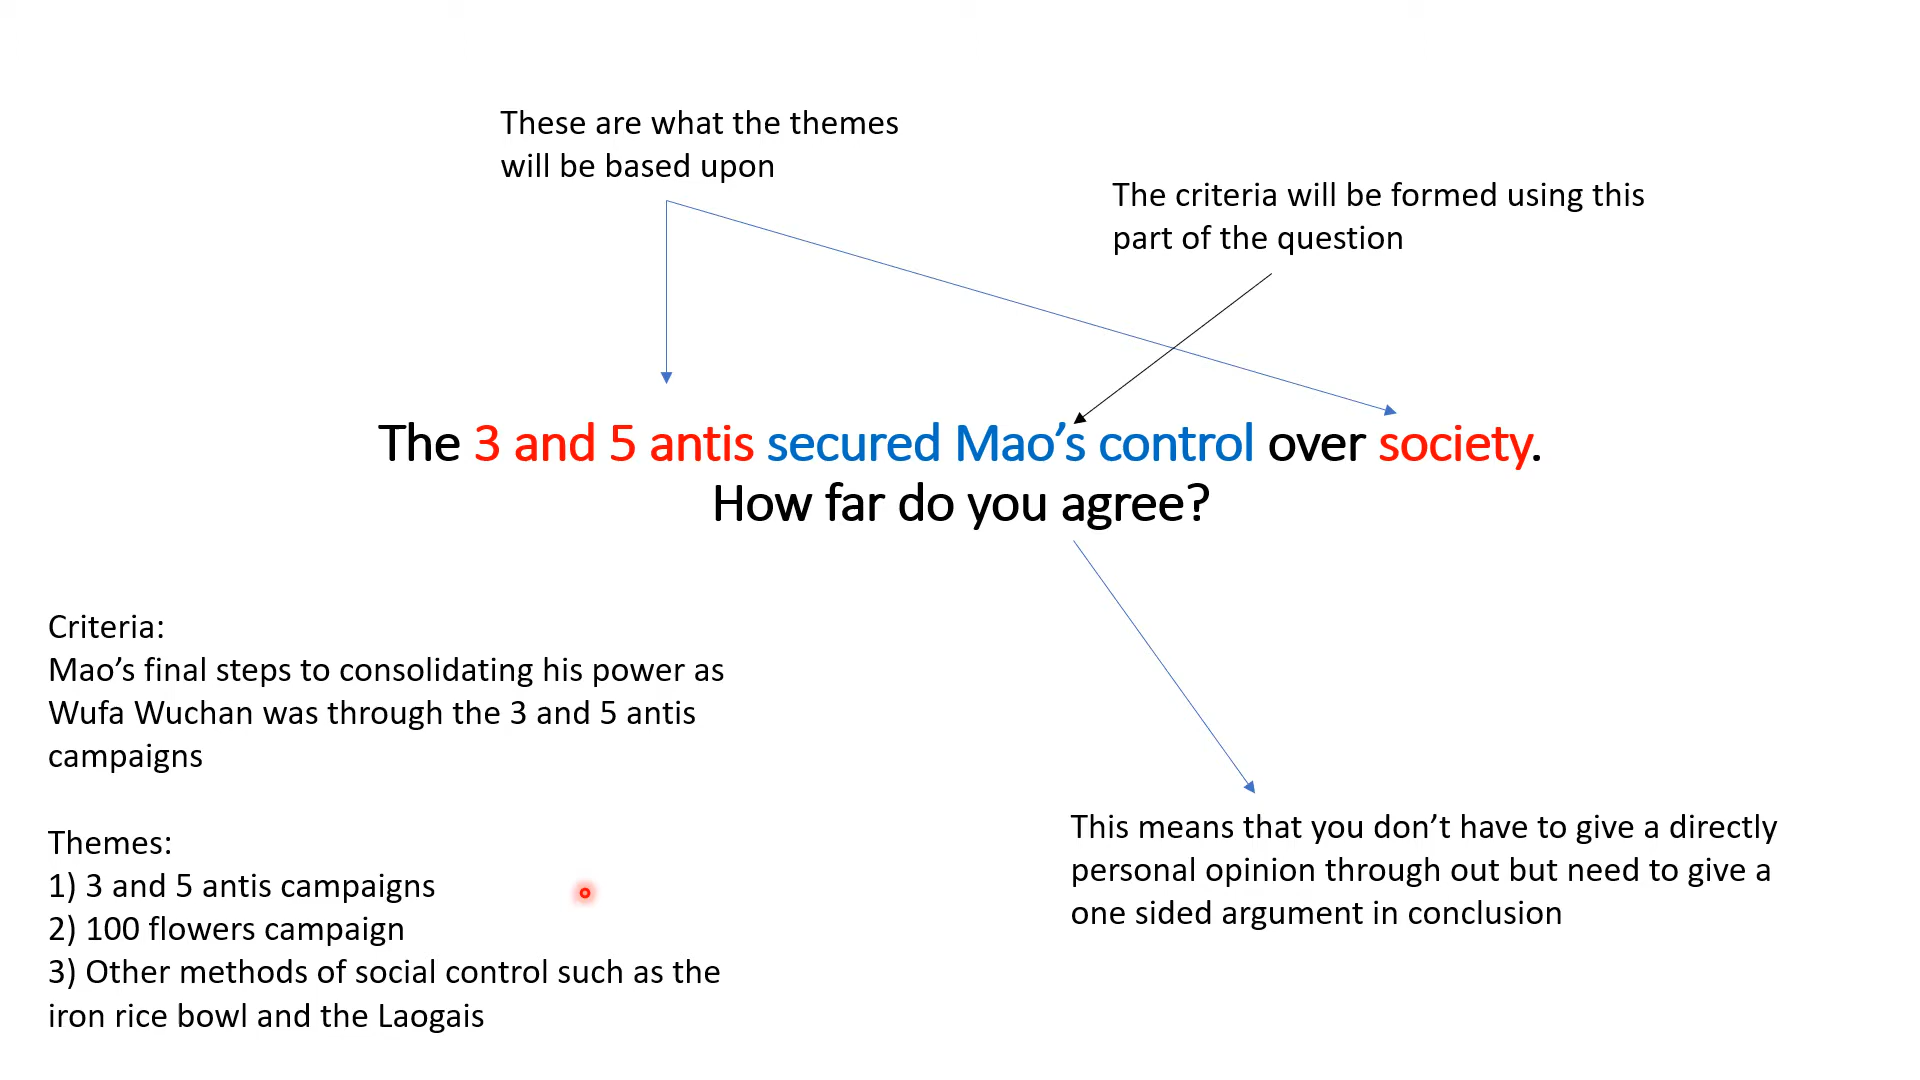 These are what the themes
will be based upon
The criteria will be formed using this
part of the question
The 3 and 5 antis secured Mao’s control over society.
How far do you agree?
Criteria:
Mao’s final steps to consolidating his power as
Wufa Wuchan was through the 3 and 5 antis
campaigns
Themes:
1) 3 and 5 antis campaigns
2) 100 flowers campaign
3) Other methods of social control such as the
iron rice bowl and the Laogais
This means that you don’t have to give a directly
personal opinion through out but need to give a
one sided argument in conclusion